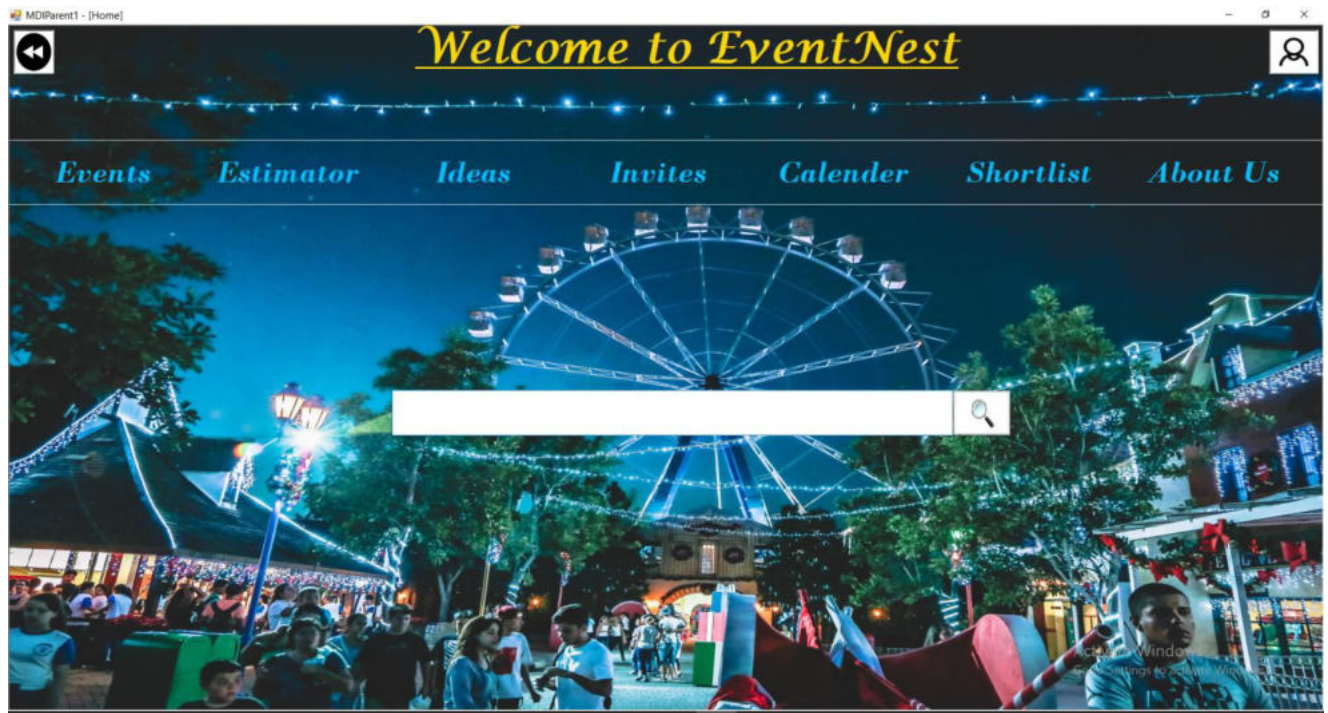 MDIParent1 - [Home]
Welcome to EventNest
Events Estimator Ideas Invites Calender Shortlist About Us